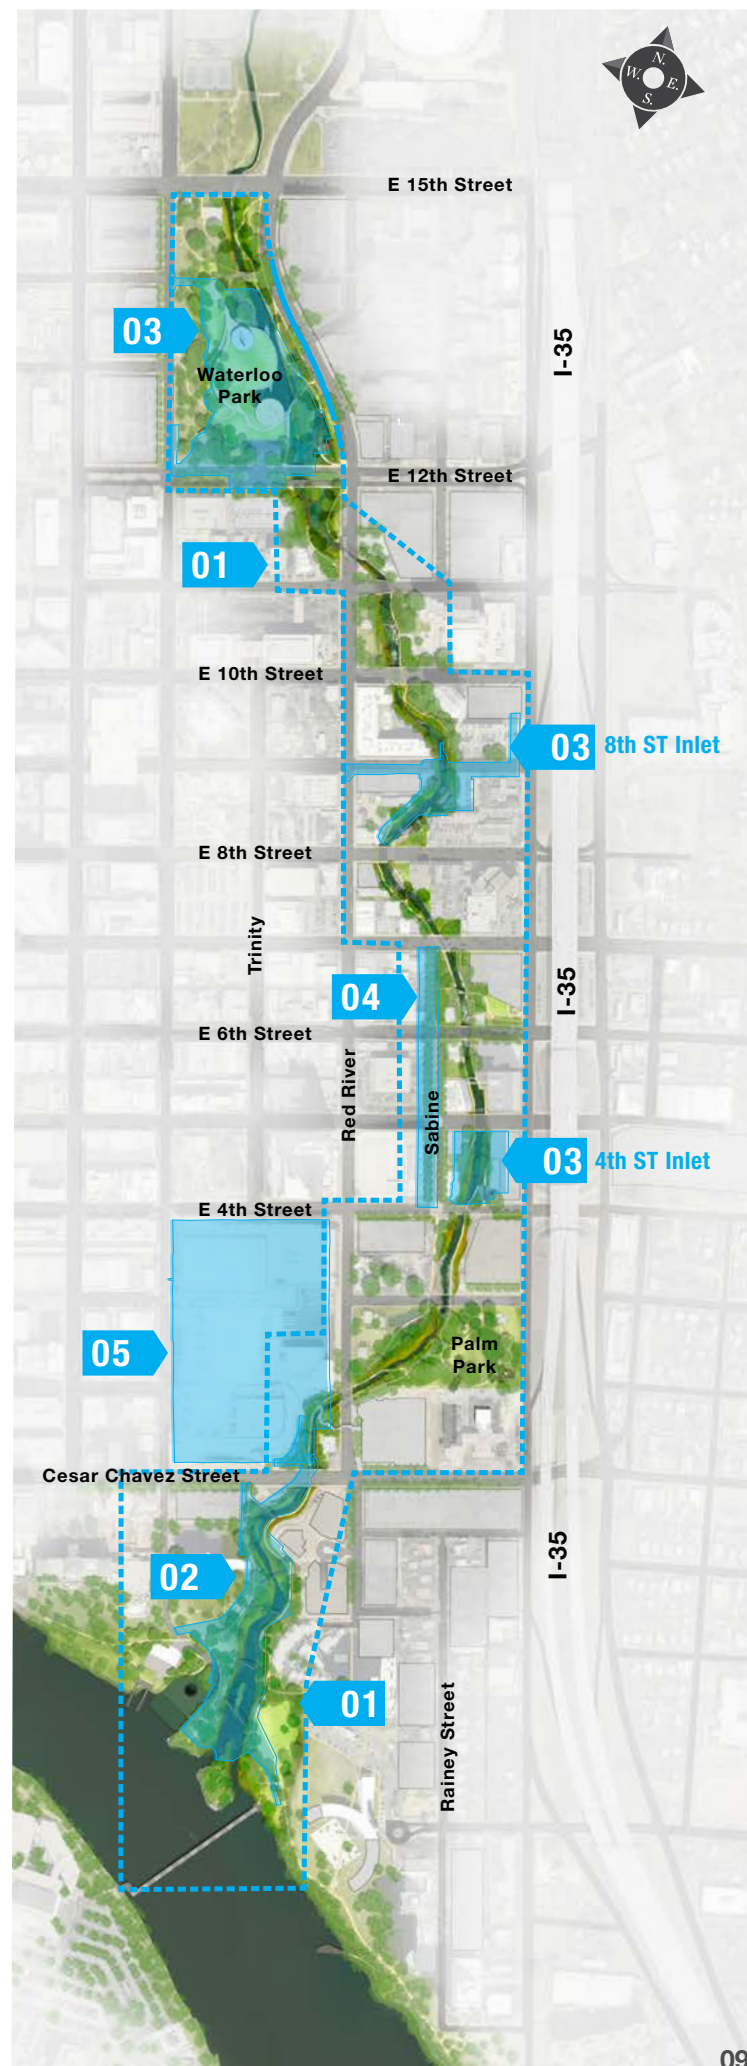 N.
W.
E.
S.
E 15th Street
03
I-35
Waterloo
Park
E 12th Street
01
E 10th Street
03
8th ST Inlet
E 8th Street
Trinity
04
I-35
E 6th Street
Red River
Sabine
03
4th ST Inlet
E 4th Street
05
Palm
Park
Cesar Chavez Street
I-35
02
01
Rainey Street
09